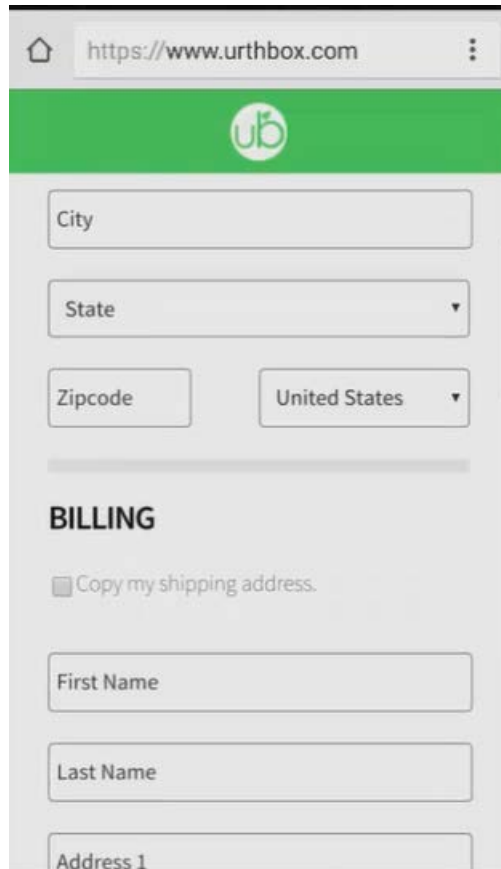 https://www.urthbox.com
ub
City
State
Zipcode United States
BILLING
Copy my shipping address.
First Name
Last Name
Address 1